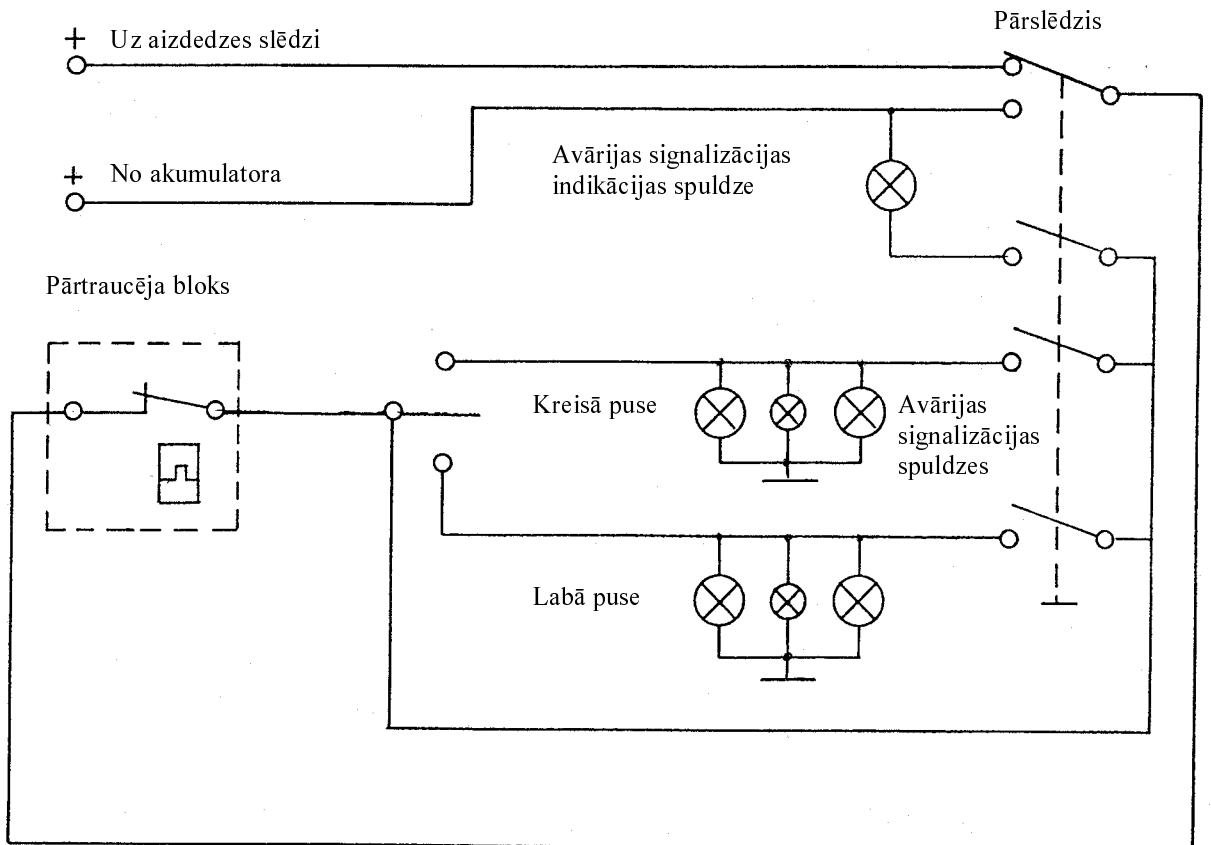 Pārslēdzis
+ Uz aizdedzes slēdzi
Avārijas signalizācijas
indikācijas spuldze
+ No akumulatora
Pārtraucēja bloks
Kreisā puse
Avārijas
signalizācijas
spuldzes
Labā puse